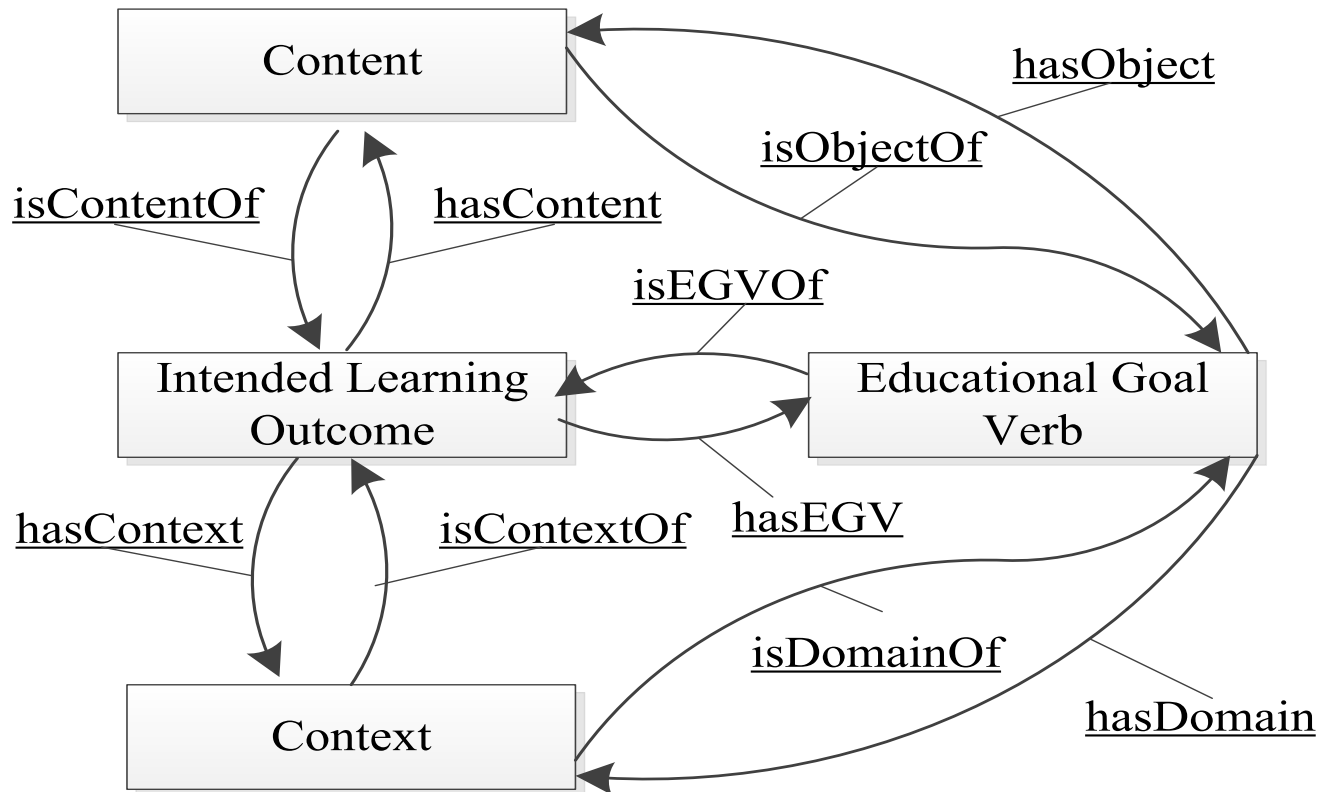 Content
hasObject
isObjectOf
isContentOf
hasContent
isEGVOf
Intended Learning
Outcome
Educational Goal
Verb
hasContext
isContextOf
hasEGV
isDomainOf
hasDomain
Context